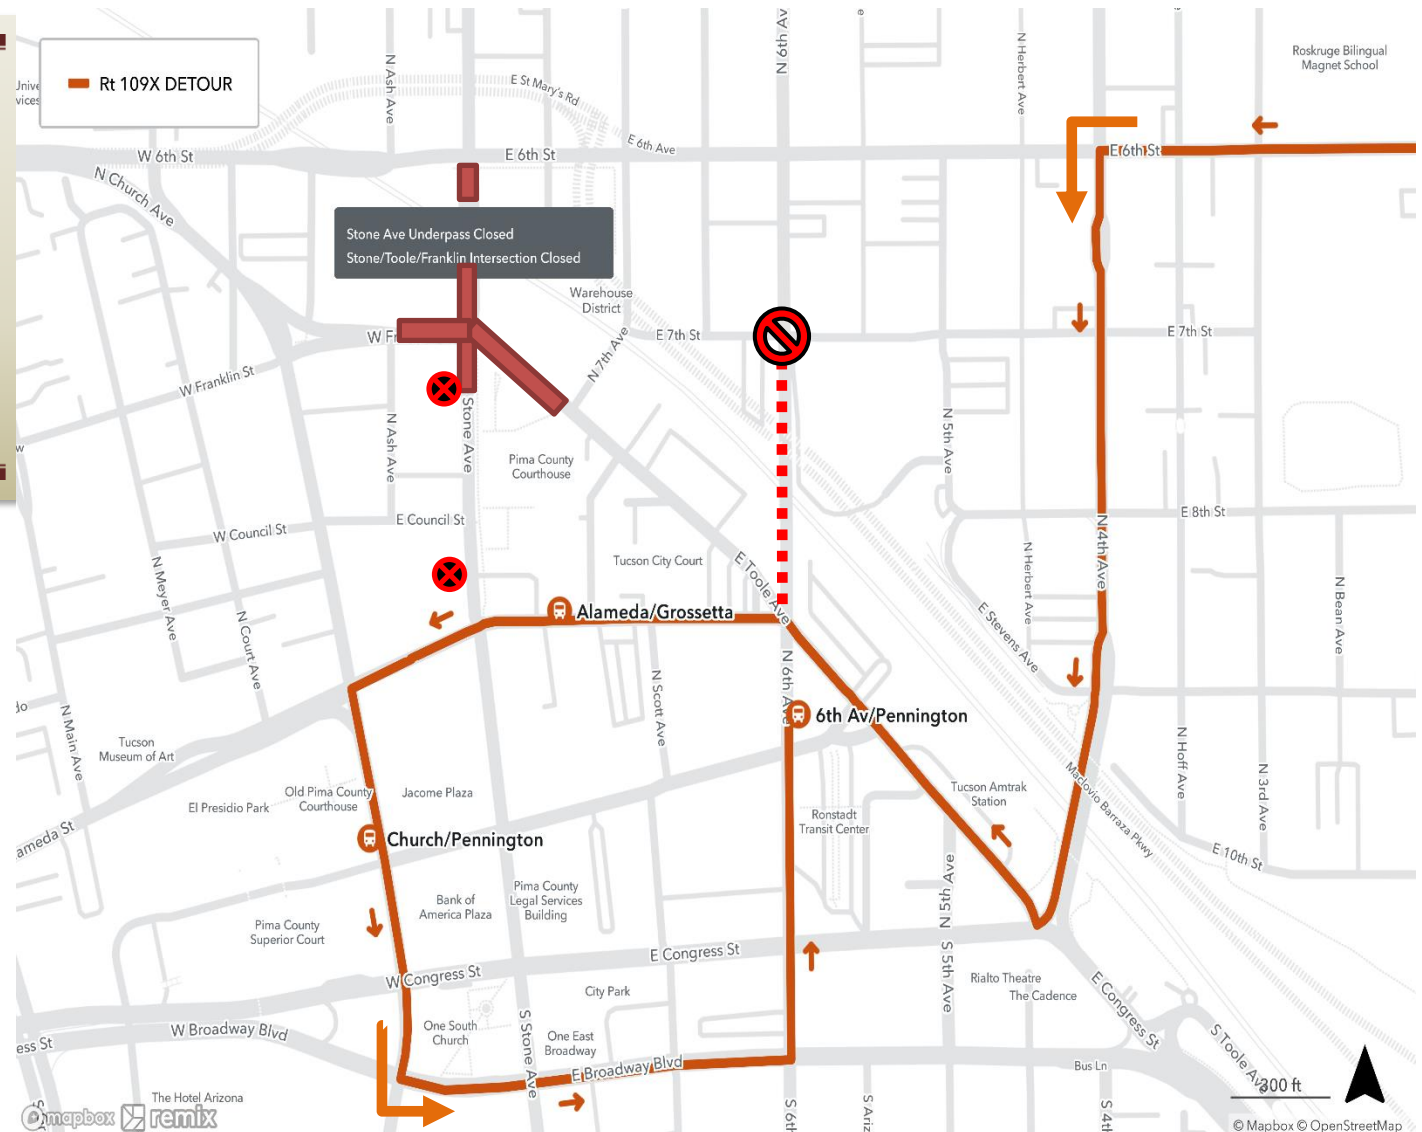 N 6th Av
N Herbert Ave
Roskruge Bilingual
Magnet School
Rt 109X DETOUR
N Ash Ave
E St Mary's Rd
W 6th St
E 6th St
E 6th Ave
E 6th St
N Church Ave
Stone Ave Underpass Closed
Stone/Toole/Franklin Intersection Closed
Warehouse
District
W Fr
E 7th St
E 7th St
N 7th Ave
W Franklin St
N Ash Ave
Stone Ave
N 5th Ave
Pima County
Courthouse
E Council St
W Council St
E 8th St
N 4th Ave
N Meyer Ave
Tucson City Court
E Toole Ave
N Herbert Ave
N Bean Ave
N Court Ave
Alameda/Grossetta
E Stevens Ave
N Main Ave
N Scott Ave
N 6th Ave
6th Av/Pennington
Tucson
Museum of Art
N Hoff Ave
N 3rd Ave
Maclovio Barraza Pkwy
Old Pima County
Courthouse
Jacome Plaza
El Presidio Park
Tucson Amtrak
Station
Ronstadt
Transit Center
ameda St
Church/Pennington
E 10th St
Pima County
Legal Services
Building
Bank of
America Plaza
N 5th Ave
Pima County
Superior Court
E Congress St
W Congress St
S 5th Ave
Rialto Theatre
The Cadence
City Park
E Congress St
W Broadway Blvd
One South
Church
S Stone Ave
One East
Broadway
E Broadway Blvd
ess St
Bus Ln
S Toole Ave
300 ft
The Hotel Arizona
S 6th
S Ariz
S 4th
mapbox remix
© Mapbox © OpenStreetMap